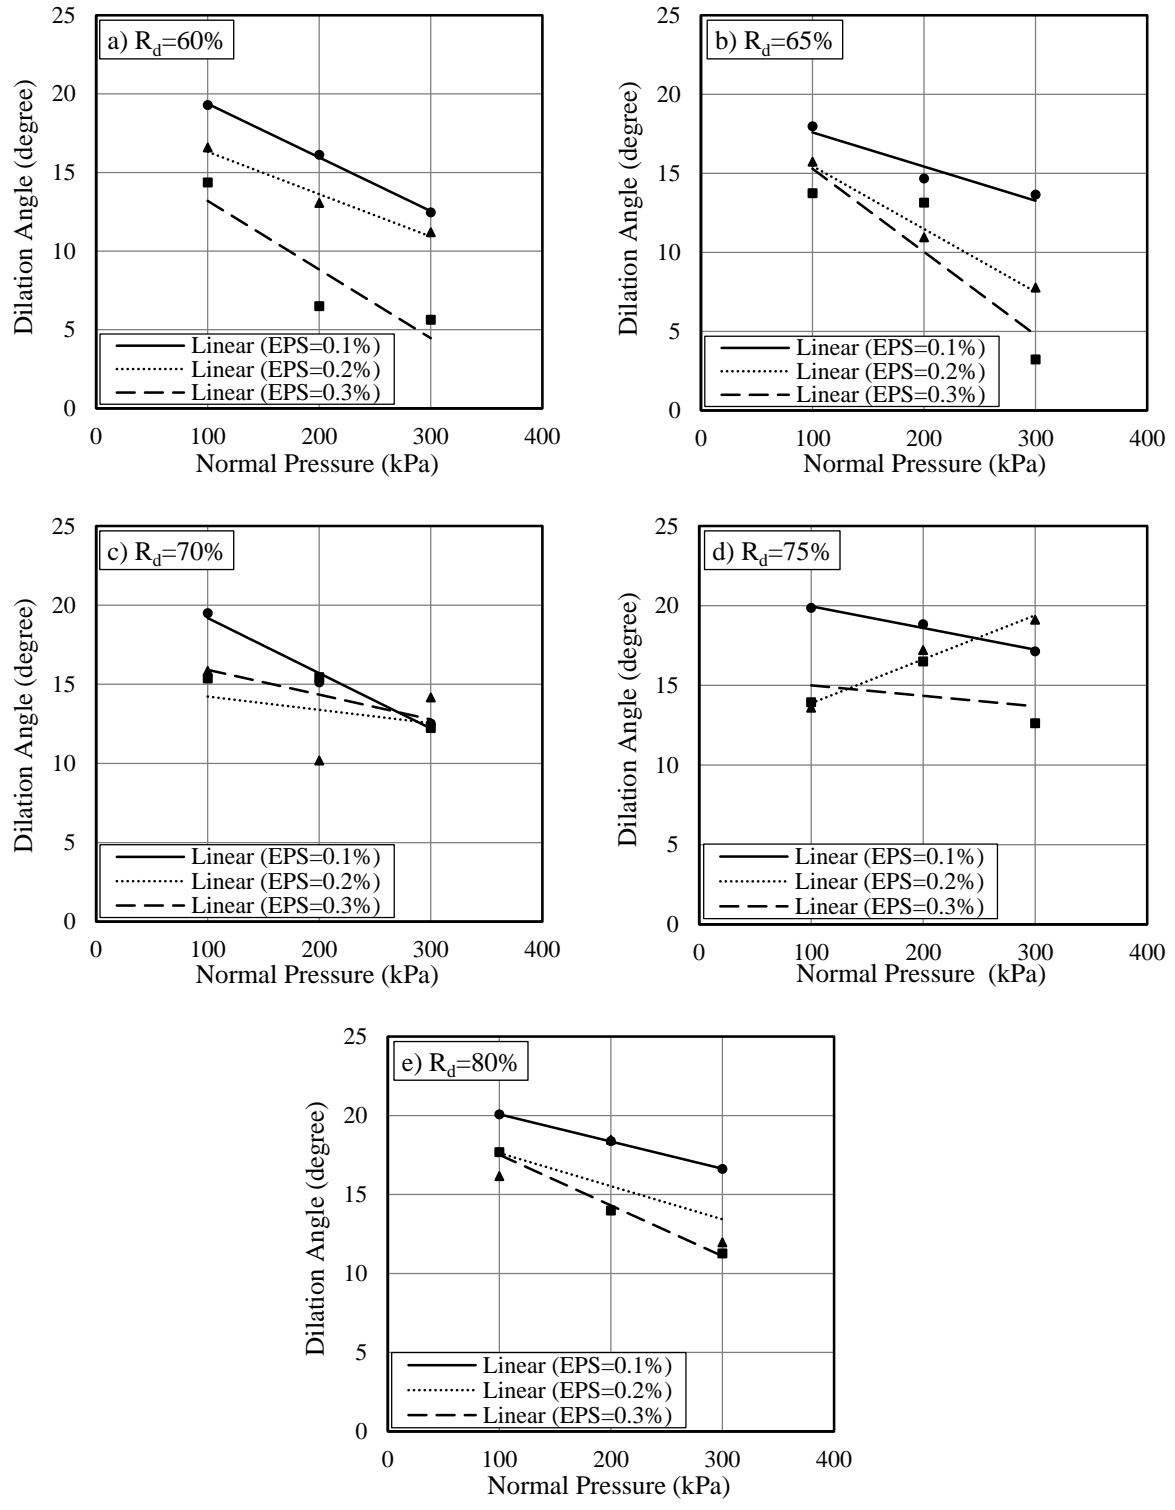 a) Rd=60%
25
20
15
10
5
0
Dilation Angle (degree)
Linear (EPS=0.1%)
Linear (EPS=0.2%)
Linear (EPS=0.3%)
0 100 200 300 400
Normal Pressure (kPa)
b) Rd=65%
25
20
15
10
5
0
Dilation Angle (degree)
Linear (EPS=0.1%)
Linear (EPS=0.2%)
Linear (EPS=0.3%)
0 100 200 300 400
Normal Pressure (kPa)
c) Rd=70%
25
20
15
10
5
0
Dilation Angle (degree)
Linear (EPS=0.1%)
Linear (EPS=0.2%)
Linear (EPS=0.3%)
0 100 200 300 400
Normal Pressure (kPa)
d) Rd=75%
25
20
15
10
5
0
Dilation Angle (degree)
Linear (EPS=0.1%)
Linear (EPS=0.2%)
Linear (EPS=0.3%)
0 100 200 300 400
Normal Pressure (kPa)
e) Rd=80%
25
20
15
10
5
0
Dilation Angle (degree)
Linear (EPS=0.1%)
Linear (EPS=0.2%)
Linear (EPS=0.3%)
0 100 200 300 400
Normal Pressure (kPa)